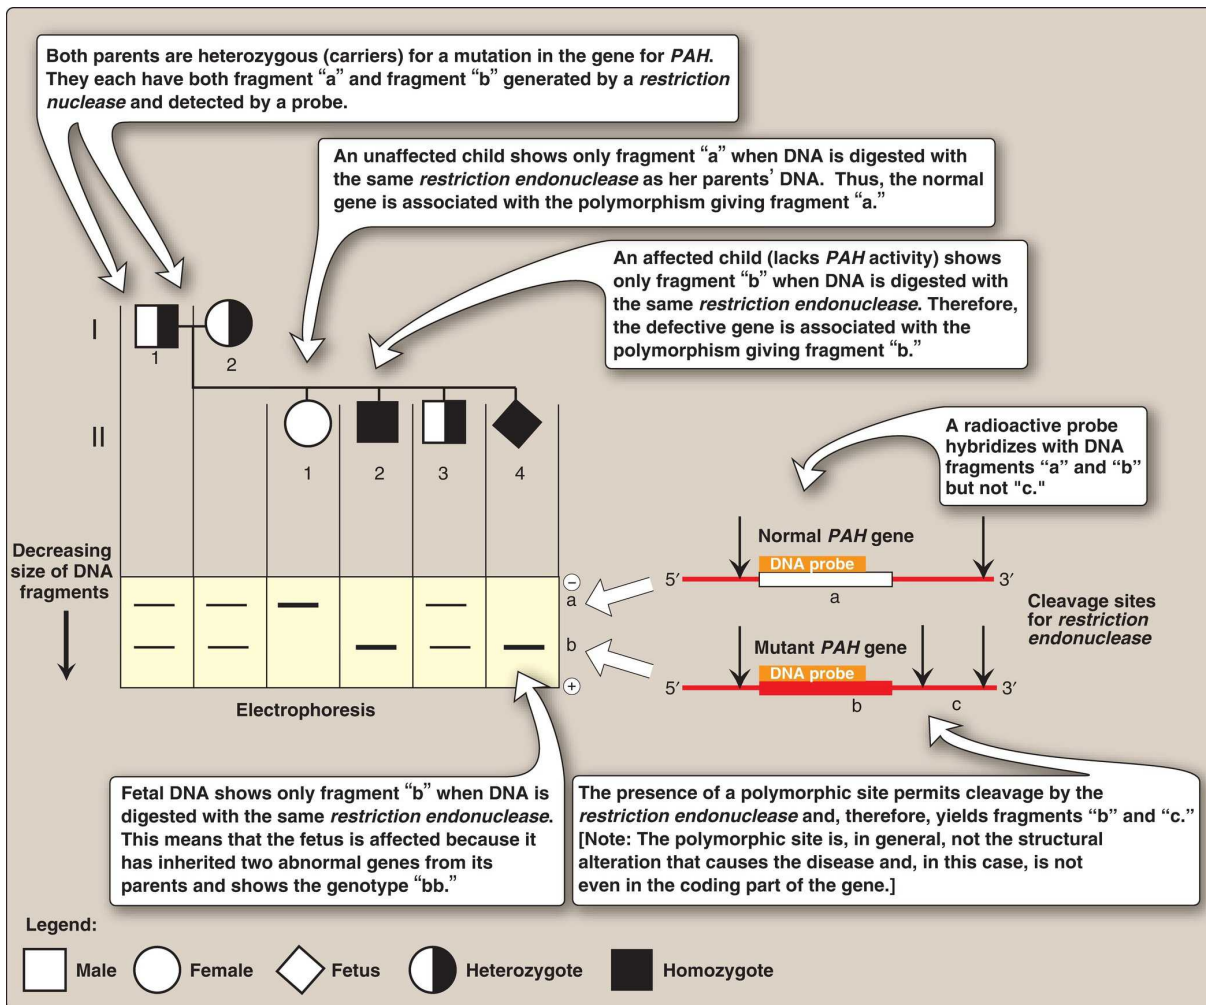 Both parents are heterozygous (carriers) for a mutation in the gene for PAH.
They each have both fragment “a” and fragment “b” generated by a restriction
nuclease and detected by a probe.
An unaffected child shows only fragment “a” when DNA is digested with
the same restriction endonuclease as her parents’ DNA. Thus, the normal
gene is associated with the polymorphism giving fragment “a.”
An affected child (lacks PAH activity) shows
only fragment “b” when DNA is digested with
the same restriction endonuclease. Therefore,
the defective gene is associated with the
polymorphism giving fragment “b.”
I
1
2
II
1
2
3
4
A radioactive probe
hybridizes with DNA
fragments “a” and “b”
but not "c."
Decreasing
size of DNA
fragments
−
a
b
+
Electrophoresis
Normal PAH gene
DNA probe
5′
3′
a
Cleavage sites
for restriction
endonuclease
Mutant PAH gene
DNA probe
5′
3′
b
c
Fetal DNA shows only fragment “b” when DNA is
digested with the same restriction endonuclease.
This means that the fetus is affected because it
has inherited two abnormal genes from its
parents and shows the genotype “bb.”
The presence of a polymorphic site permits cleavage by the
restriction endonuclease and, therefore, yields fragments “b” and “c.”
[Note: The polymorphic site is, in general, not the structural
alteration that causes the disease and, in this case, is not
even in the coding part of the gene.]
Legend:
Male
Female
Fetus
Heterozygote
Homozygote